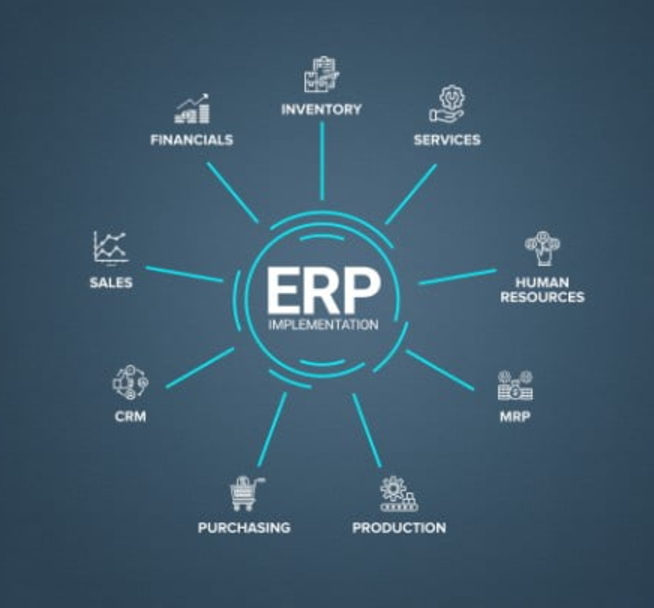 INVENTORY
FINANCIALS
SERVICES
SALES
HUMAN
RESOURCES
ERP
IMPLEMENTATION
CRM
MRP
PURCHASING
PRODUCTION